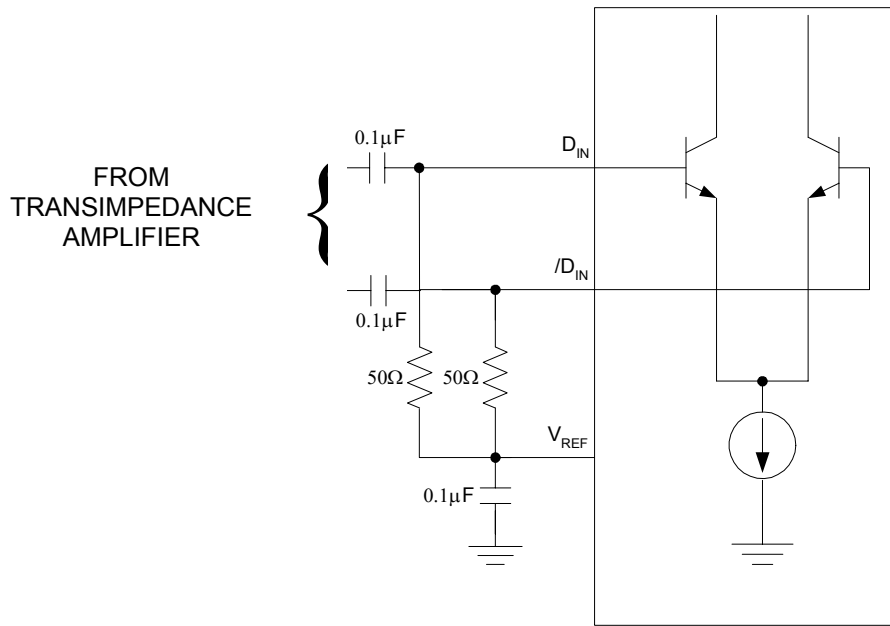 0.1µF
D_IN
FROM
TRANSIMPEDANCE
AMPLIFIER
{
/D_IN
0.1µF
50Ω 50Ω
V_REF
0.1µF